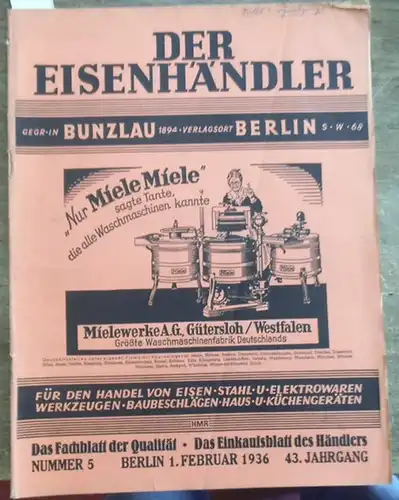 DER
EISENHÄNDLER
GEGR·IN BUNZLAU 1894·VERLAGSORT BERLIN S·W·68
„Nur Miele Miele"
sagte Tante,
die alle Waschmaschinen kannte
Mielewerke A.G. Gütersloh/Westfalen
Größte Waschmaschinenfabrik Deutschlands
FÜR DEN HANDEL VON EISEN·STAHL·U·ELEKTROWAREN
WERKZEUGEN·BAUBESCHLÄGEN·HAUS·U·KÜCHENGERÄTEN
HMR
Das Fachblatt der Qualität · Das Einkaufsblatt des Händlers
NUMMER 5 BERLIN 1. FEBRUAR 1936 43. JAHRGANG